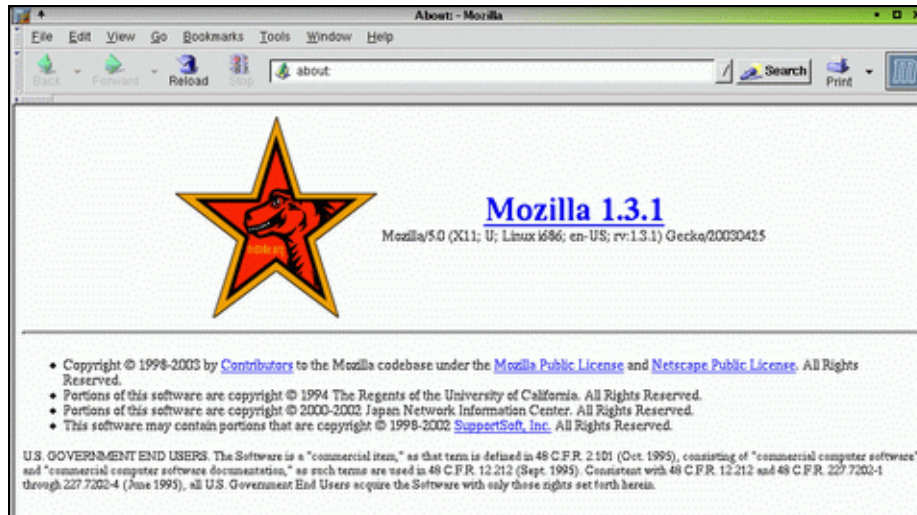 About: - Mozilla
File Edit View Go Bookmarks Tools Window Help
Back Forward Reload Stop about: Search Print
Mozilla 1.3.1
Mozilla/5.0 (X11; U; Linux i686; en-US; rv:1.3.1) Gecko/20030425
Copyright © 1998-2003 by Contributors to the Mozilla codebase under the Mozilla Public License and Netscape Public License. All Rights
Reserved.
Portions of this software are copyright © 1994 The Regents of the University of California. All Rights Reserved.
Portions of this software are copyright © 2000-2002 Japan Network Information Center. All Rights Reserved.
This software may contain portions that are copyright © 1998-2002 SupportSoft, Inc. All Rights Reserved.
U.S. GOVERNMENT END USERS. The Software is a "commercial item," as that term is defined in 48 C.F.R. 2.101 (Oct. 1995), consisting of "commercial computer software"
and "commercial computer software documentation," as such terms are used in 48 C.F.R. 12.212 (Sept. 1995). Consistent with 48 C.F.R. 12.212 and 48 C.F.R. 227.7202-1
through 227.7202-4 (June 1995), all U.S. Government End Users acquire the Software with only those rights set forth herein.